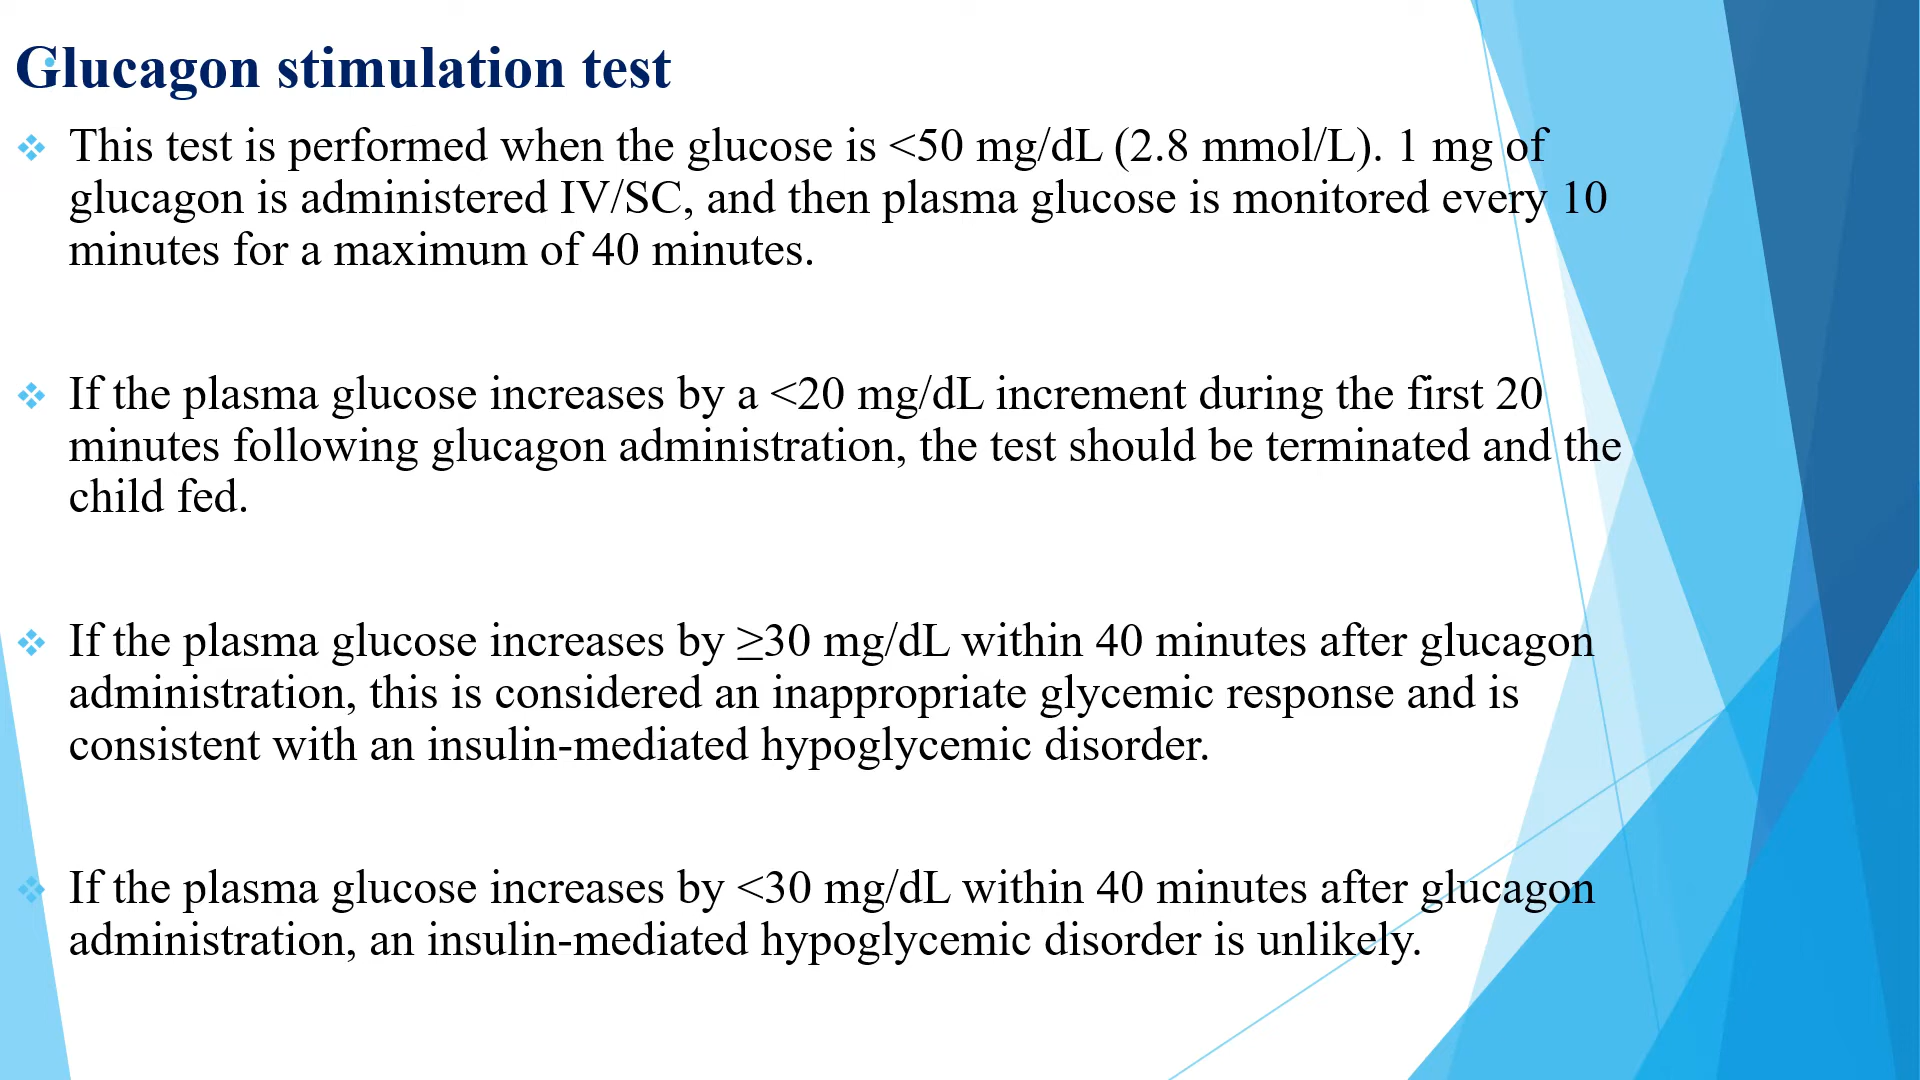 Glucagon stimulation test
This test is performed when the glucose is <50 mg/dL (2.8 mmol/L). 1 mg of
glucagon is administered IV/SC, and then plasma glucose is monitored every 10
minutes for a maximum of 40 minutes.
If the plasma glucose increases by a <20 mg/dL increment during the first 20
minutes following glucagon administration, the test should be terminated and the
child fed.
If the plasma glucose increases by ≥30 mg/dL within 40 minutes after glucagon
administration, this is considered an inappropriate glycemic response and is
consistent with an insulin-mediated hypoglycemic disorder.
If the plasma glucose increases by <30 mg/dL within 40 minutes after glucagon
administration, an insulin-mediated hypoglycemic disorder is unlikely.